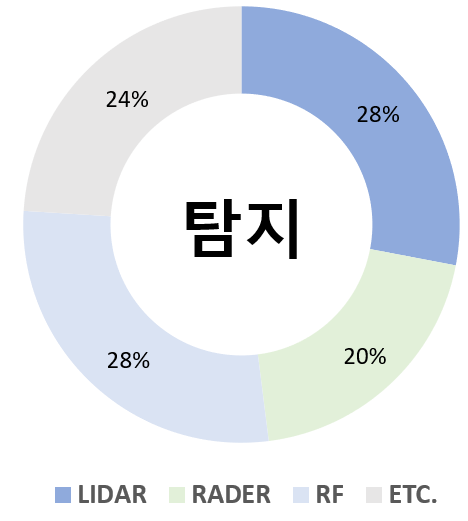 24%
28%
탐지
28%
20%
LIDAR RADER RF ETC.